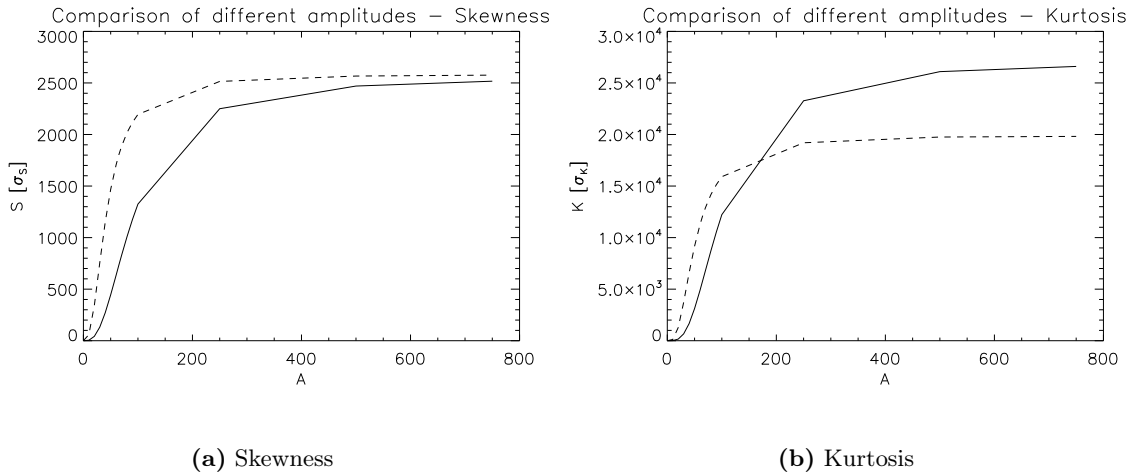 Comparison of different amplitudes – Skewness
3000
2500
2000
1500
1000
500
0
S [σS]
0 200 400 600 800
A
(a) Skewness
Comparison of different amplitudes – Kurtosis
3.0×10⁴
2.5×10⁴
2.0×10⁴
1.5×10⁴
1.0×10⁴
5.0×10³
0
K [σK]
0 200 400 600 800
A
(b) Kurtosis